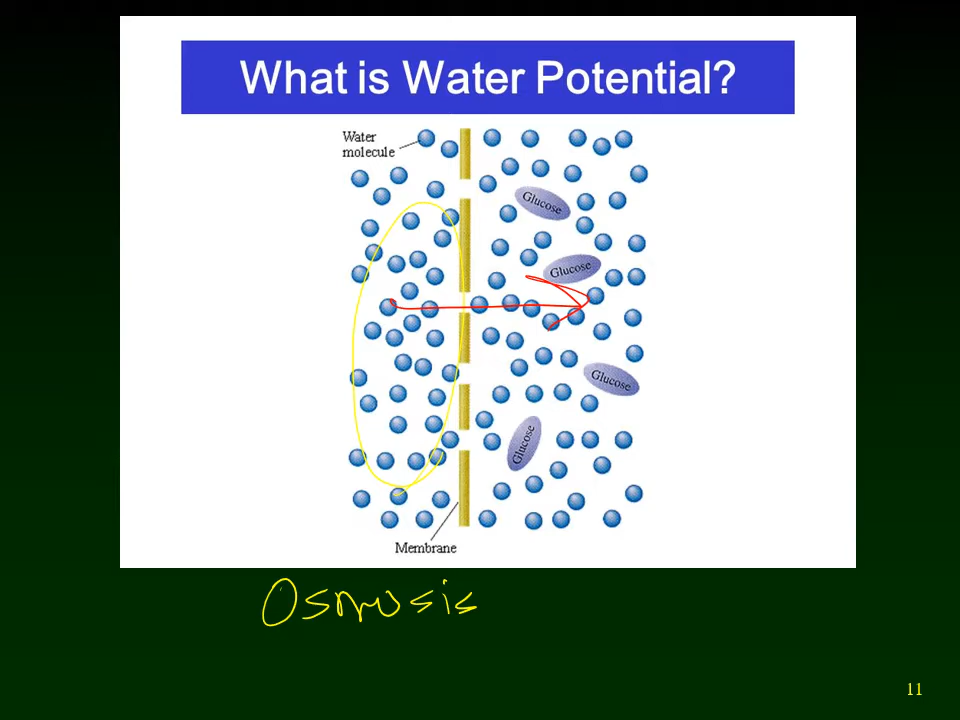 What is Water Potential?
Water
molecule
Glucose
Glucose
Glucose
Glucose
Membrane
Osmosis
11